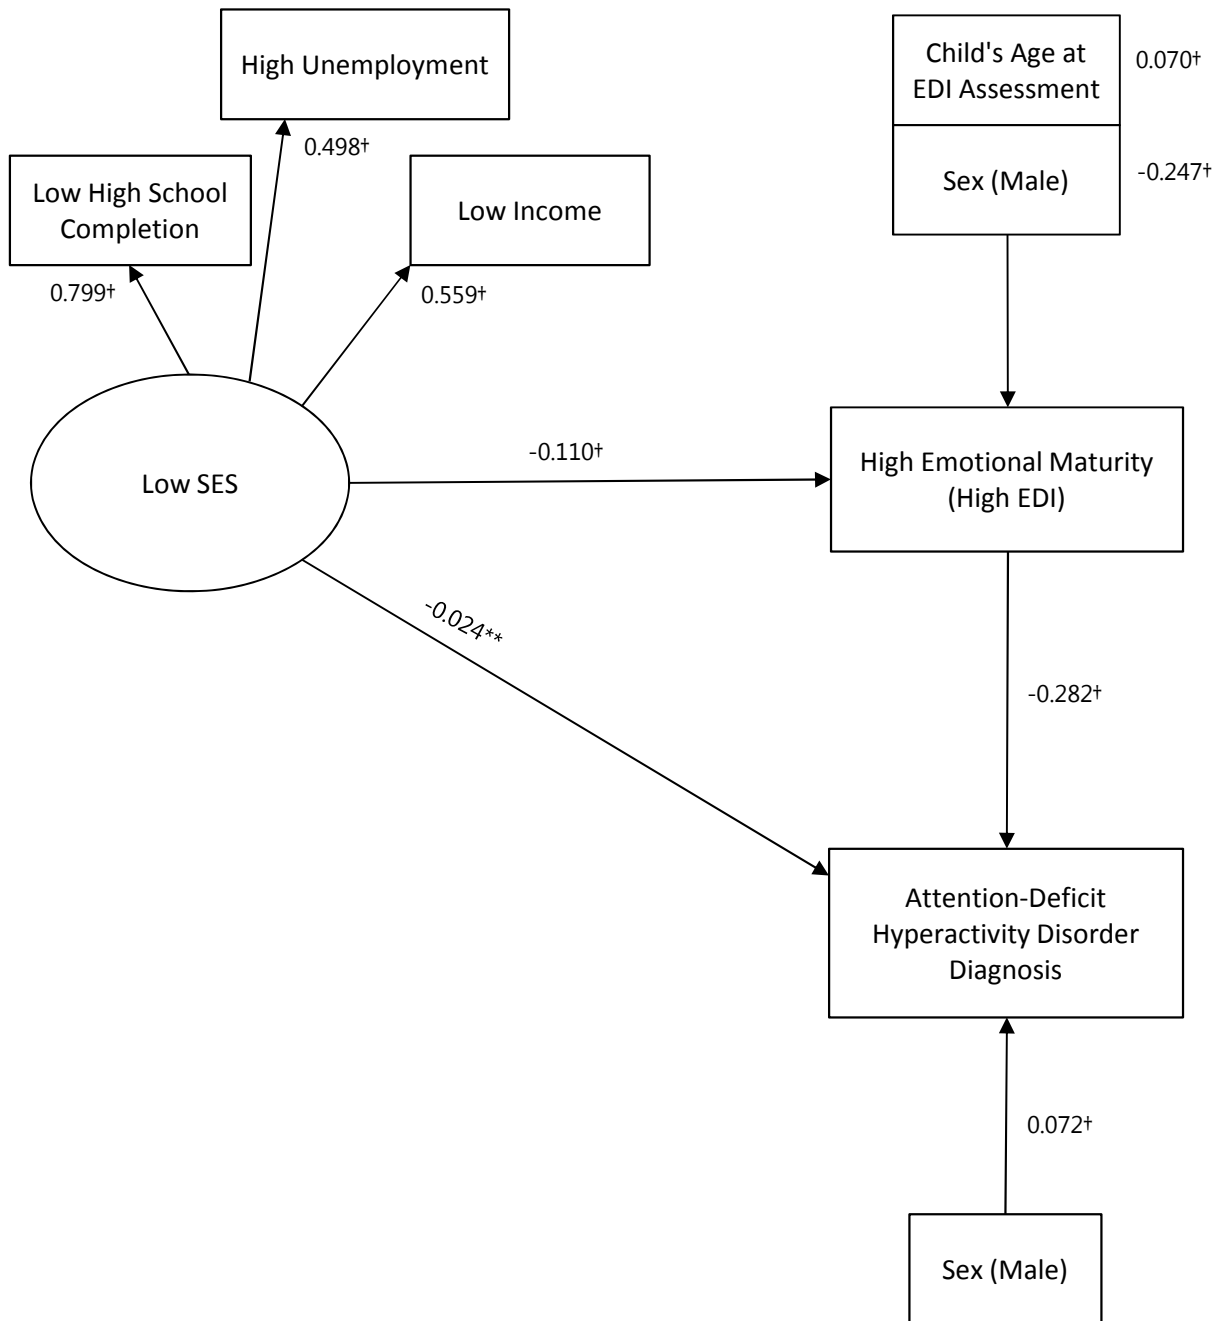 High Unemployment
0.498†
Low High School
Completion
0.799†
Low Income
0.559†
Child's Age at
EDI Assessment
0.070†
Sex (Male)
-0.247†
Low SES
-0.110†
High Emotional Maturity
(High EDI)
-0.024**
-0.282†
Attention-Deficit
Hyperactivity Disorder
Diagnosis
0.072†
Sex (Male)